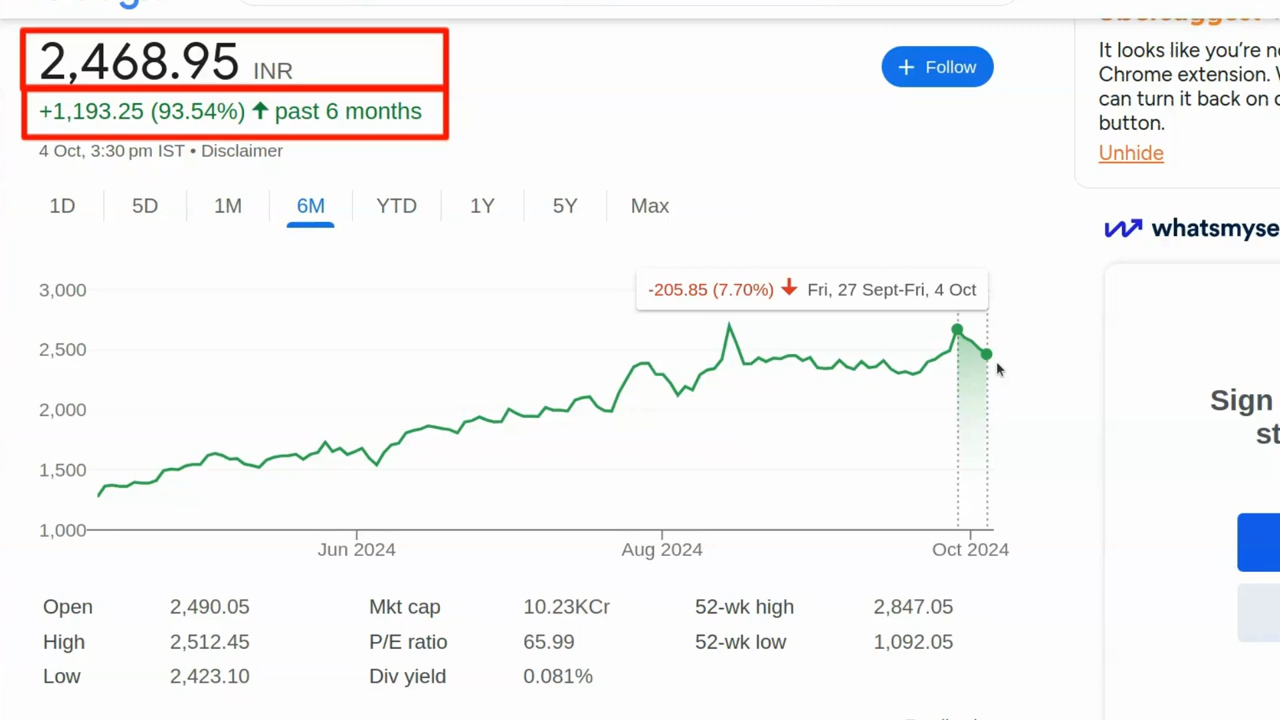 2,468.95 INR
+ Follow
+1,193.25 (93.54%) ↑ past 6 months
4 Oct, 3:30 pm IST • Disclaimer
1D 5D 1M 6M YTD 1Y 5Y Max
-205.85 (7.70%) ↓ Fri, 27 Sept-Fri, 4 Oct
3,000
2,500
2,000
1,500
1,000
Jun 2024 Aug 2024 Oct 2024
Open 2,490.05 Mkt cap 10.23KCr 52-wk high 2,847.05
High 2,512.45 P/E ratio 65.99 52-wk low 1,092.05
Low 2,423.10 Div yield 0.081%
It looks like you're
Chrome extension.
can turn it back on
button.
Unhide
whatsmyse
Sign
st